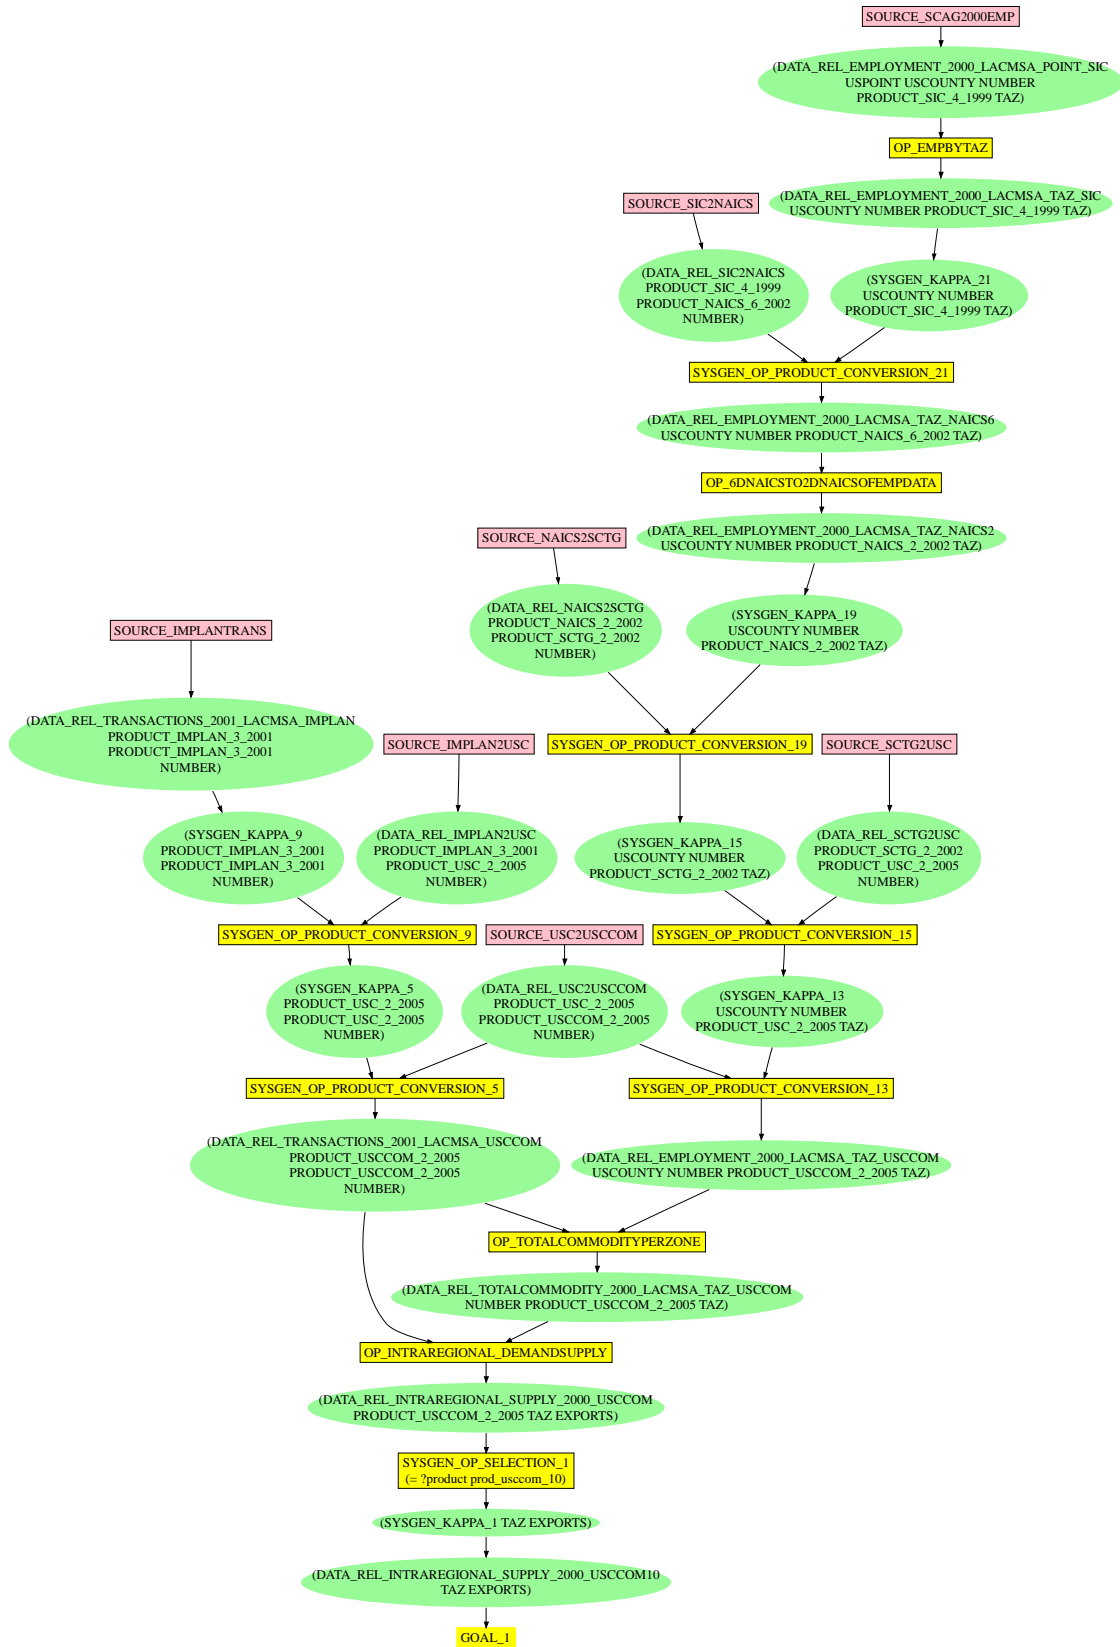 SOURCE_SCAG2000EMP
(DATA_REL_EMPLOYMENT_2000_LACMSA_POINT_SIC
USPOINT USCOUNTY NUMBER
PRODUCT_SIC_4_1999 TAZ)
OP_EMPBYTAZ
(DATA_REL_EMPLOYMENT_2000_LACMSA_TAZ_SIC
USCOUNTY NUMBER PRODUCT_SIC_4_1999 TAZ)
SOURCE_SIC2NAICS
(DATA_REL_SIC2NAICS
PRODUCT_SIC_4_1999
PRODUCT_NAICS_6_2002
NUMBER)
(SYSGEN_KAPPA_21
USCOUNTY NUMBER
PRODUCT_SIC_4_1999 TAZ)
SYSGEN_OP_PRODUCT_CONVERSION_21
(DATA_REL_EMPLOYMENT_2000_LACMSA_TAZ_NAICS6
USCOUNTY NUMBER PRODUCT_NAICS_6_2002 TAZ)
OP_6DNAICSTO2DNAICSOFEMPDATA
(DATA_REL_EMPLOYMENT_2000_LACMSA_TAZ_NAICS2
USCOUNTY NUMBER PRODUCT_NAICS_2_2002 TAZ)
SOURCE_NAICS2SCTG
(DATA_REL_NAICS2SCTG
PRODUCT_NAICS_2_2002
PRODUCT_SCTG_2_2002
NUMBER)
(SYSGEN_KAPPA_19
USCOUNTY NUMBER
PRODUCT_NAICS_2_2002 TAZ)
SOURCE_IMPLANTRANS
(DATA_REL_TRANSACTIONS_2001_LACMSA_IMPLAN
PRODUCT_IMPLAN_3_2001
PRODUCT_IMPLAN_3_2001
NUMBER)
SOURCE_IMPLAN2USC
SYSGEN_OP_PRODUCT_CONVERSION_19
SOURCE_SCTG2USC
(SYSGEN_KAPPA_9
PRODUCT_IMPLAN_3_2001
PRODUCT_IMPLAN_3_2001
NUMBER)
(DATA_REL_IMPLAN2USC
PRODUCT_IMPLAN_3_2001
PRODUCT_USC_2_2005
NUMBER)
(SYSGEN_KAPPA_15
USCOUNTY NUMBER
PRODUCT_SCTG_2_2002 TAZ)
(DATA_REL_SCTG2USC
PRODUCT_SCTG_2_2002
PRODUCT_USC_2_2005
NUMBER)
SYSGEN_OP_PRODUCT_CONVERSION_9
SOURCE_USC2USCCOM
SYSGEN_OP_PRODUCT_CONVERSION_15
(SYSGEN_KAPPA_5
PRODUCT_USC_2_2005
PRODUCT_USC_2_2005
NUMBER)
(DATA_REL_USC2USCCOM
PRODUCT_USC_2_2005
PRODUCT_USCCOM_2_2005
NUMBER)
(SYSGEN_KAPPA_13
USCOUNTY NUMBER
PRODUCT_USC_2_2005 TAZ)
SYSGEN_OP_PRODUCT_CONVERSION_5
SYSGEN_OP_PRODUCT_CONVERSION_13
(DATA_REL_TRANSACTIONS_2001_LACMSA_USCCOM
PRODUCT_USCCOM_2_2005
PRODUCT_USCCOM_2_2005
NUMBER)
(DATA_REL_EMPLOYMENT_2000_LACMSA_TAZ_USCCOM
USCOUNTY NUMBER PRODUCT_USCCOM_2_2005 TAZ)
OP_TOTALCOMMODITYPERZONE
(DATA_REL_TOTALCOMMODITY_2000_LACMSA_TAZ_USCCOM
NUMBER PRODUCT_USCCOM_2_2005 TAZ)
OP_INTRAREGIONAL_DEMANDSUPPLY
(DATA_REL_INTRAREGIONAL_SUPPLY_2000_USCCOM
PRODUCT_USCCOM_2_2005 TAZ EXPORTS)
SYSGEN_OP_SELECTION_1
(= ?product prod_usccom_10)
(SYSGEN_KAPPA_1 TAZ EXPORTS)
(DATA_REL_INTRAREGIONAL_SUPPLY_2000_USCCOM10
TAZ EXPORTS)
GOAL_1